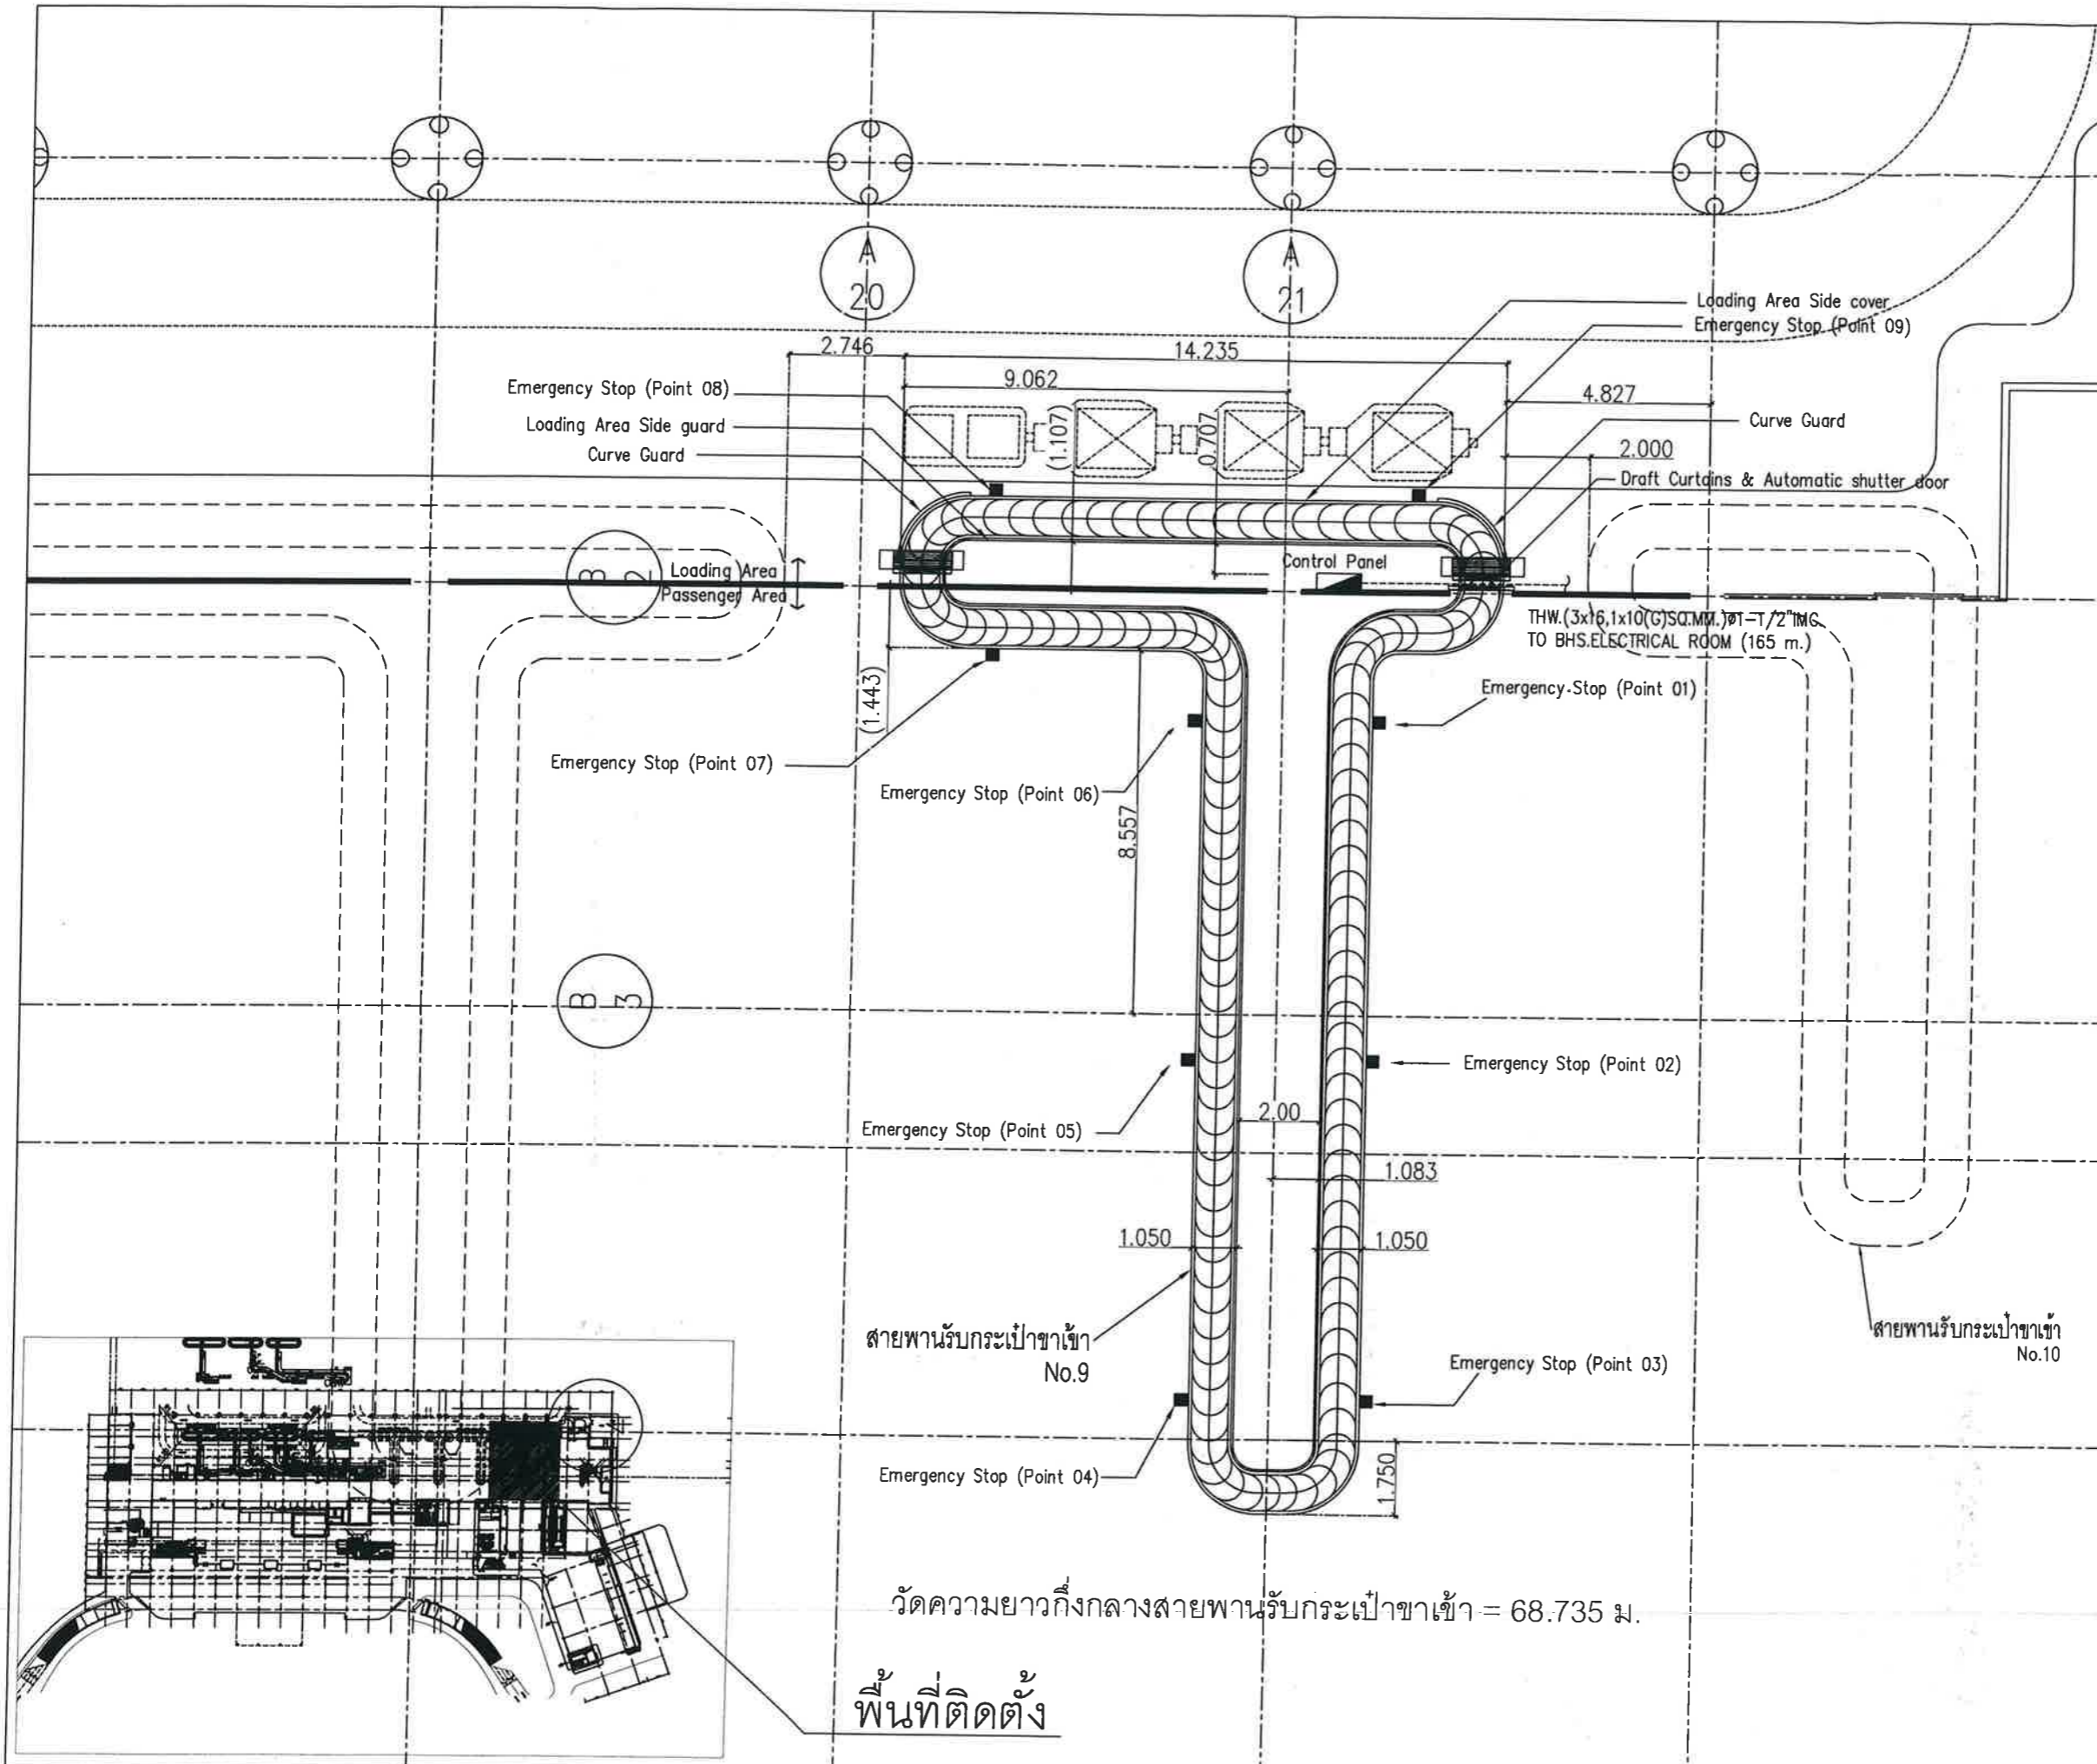 A
20
A
21
Loading Area Side cover
Emergency Stop (Point 09)
2.746
14.235
9.062
4.827
Emergency Stop (Point 08)
Loading Area Side guard
Curve Guard
(1.107)
0.707
Curve Guard
2.000
Draft Curtains & Automatic shutter door
B
2
Loading Area
Passenger Area
Control Panel
THW.(3x16,1x10(G)SQ.MM.)Ø1-1/2"IMC.
TO BHS.ELECTRICAL ROOM (165 m.)
(1.443)
Emergency Stop (Point 01)
Emergency Stop (Point 07)
Emergency Stop (Point 06)
8.557
B
3
Emergency Stop (Point 02)
2.00
Emergency Stop (Point 05)
1.083
1.050
1.050
สายพานรับกระเป๋าขาเข้า
No.9
สายพานรับกระเป๋าขาเข้า
No.10
Emergency Stop (Point 03)
Emergency Stop (Point 04)
1.750
วัดความยาวกึ่งกลางสายพานรับกระเป๋าขาเข้า = 68.735 ม.
พื้นที่ติดตั้ง